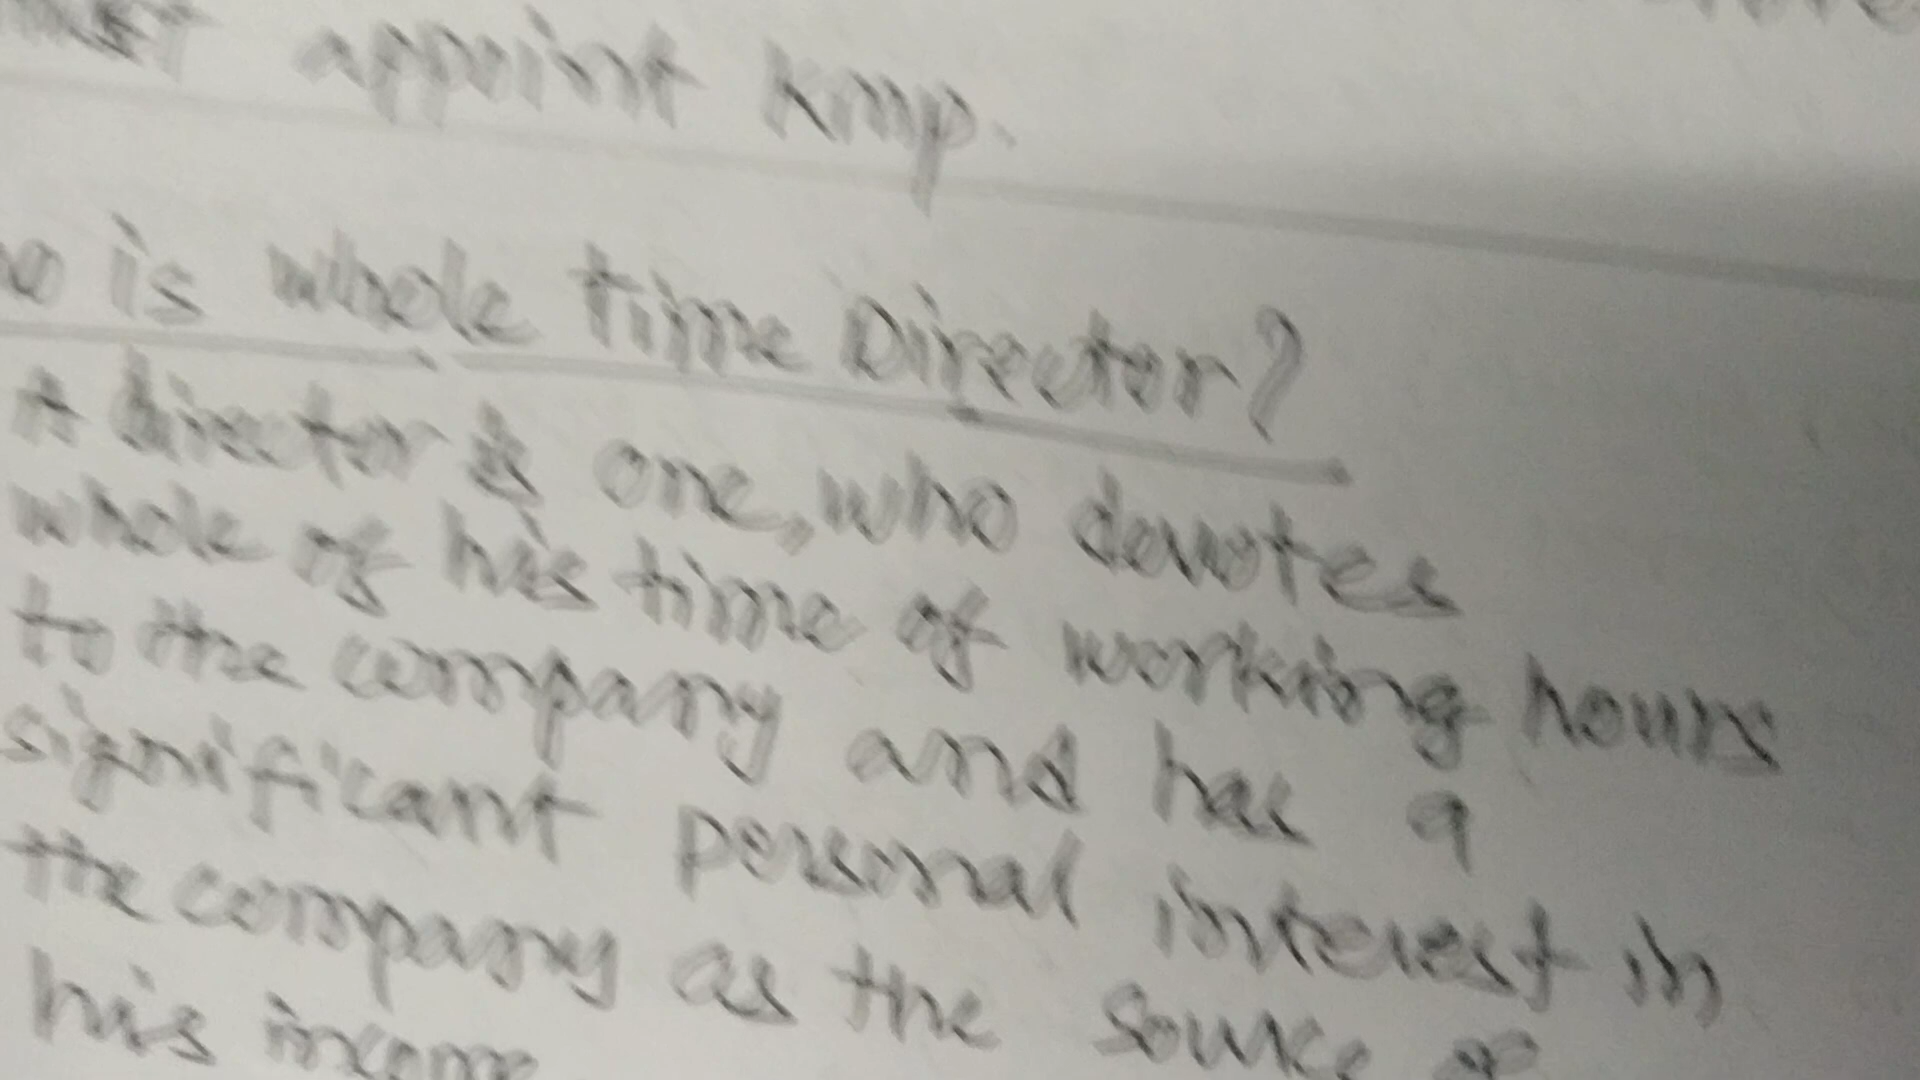 appoint Kmp.
is whole time Director?
A director is one, who devotes
whole of his time of working hours
to the company and has a
significant personal interest in
the company as the source of
his income